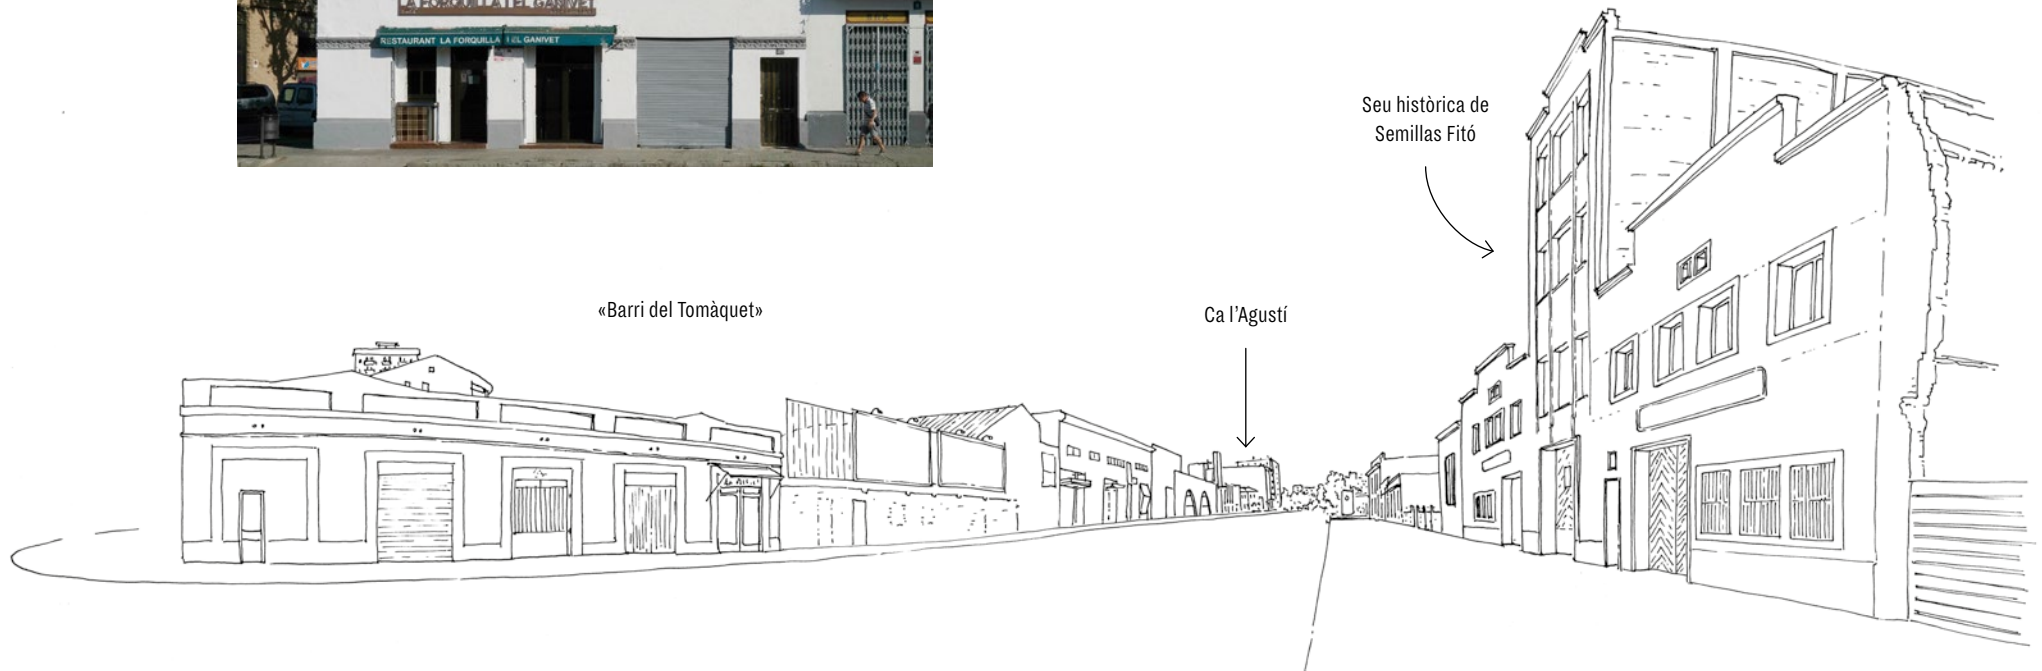 LA FORQUILLA I EL GANIVET
RESTAURANT LA FORQUILLA I EL GANIVET
Seu històrica de
Semillas Fitó
«Barri del Tomàquet»
Ca l’Agustí